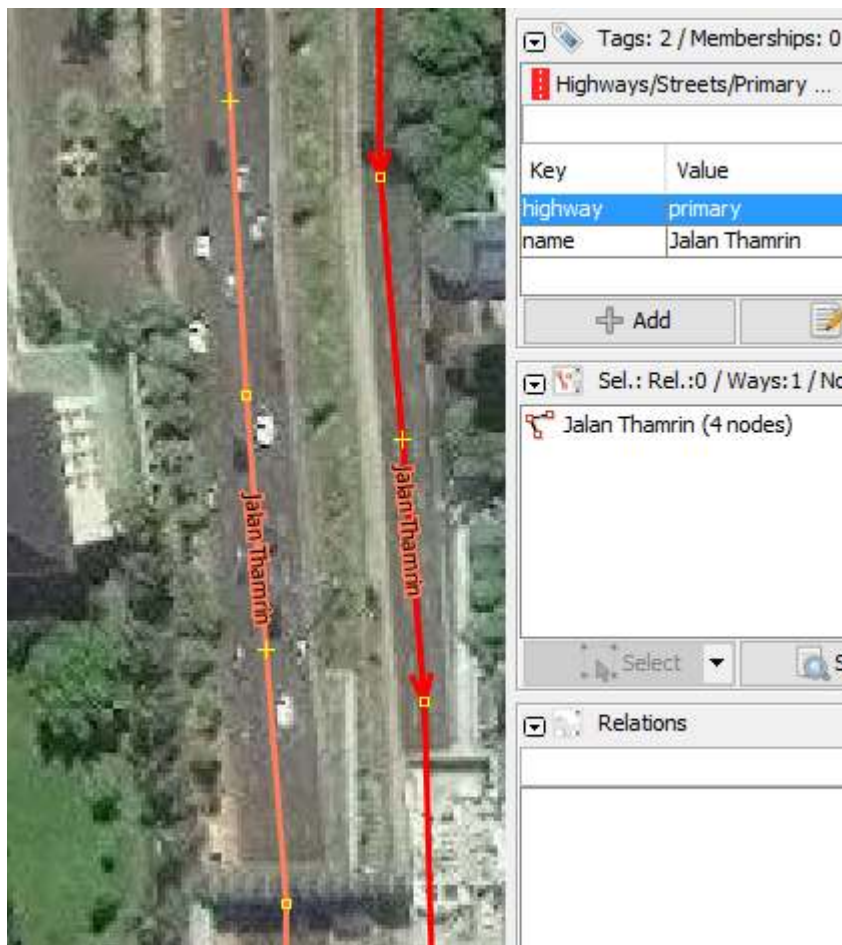 Tags: 2 / Memberships: 0
Highways/Streets/Primary ...
Key Value
highway primary
name Jalan Thamrin
Add
Sel.: Rel.:0 / Ways:1 / No
Jalan Thamrin (4 nodes)
Select S
Relations
Jalan Thamrin
Jalan Thamrin